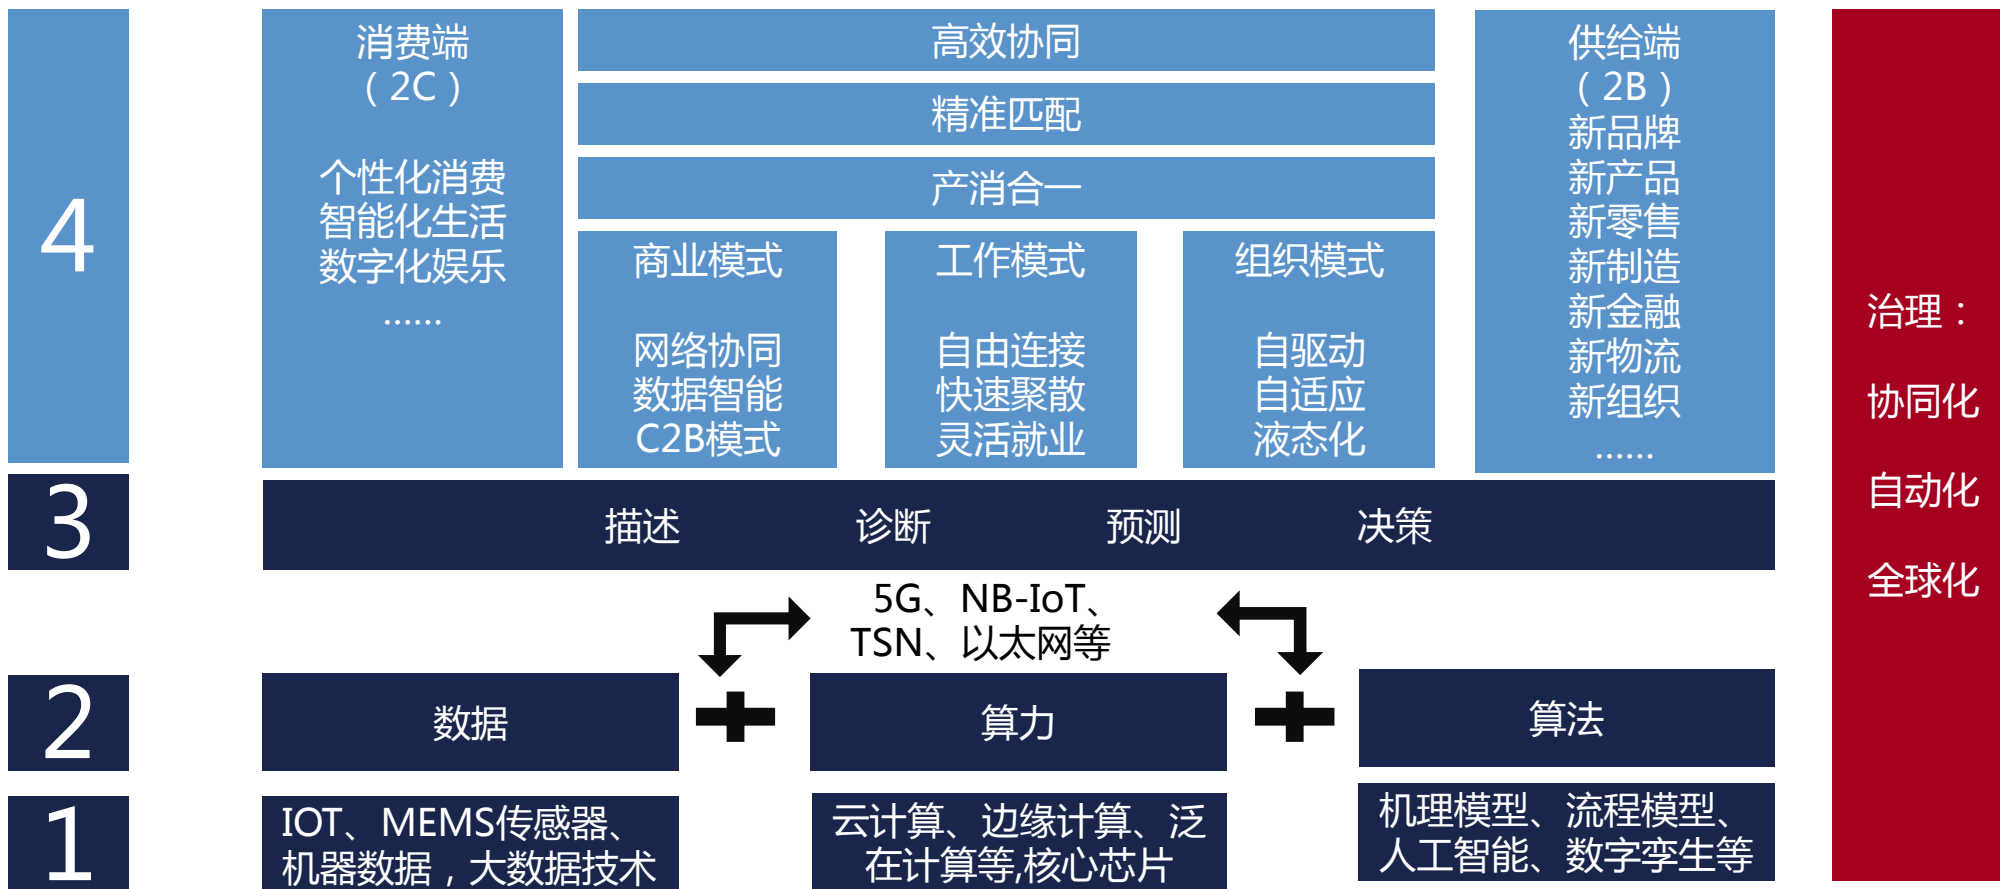 4
消费端
（2C）
个性化消费
智能化生活
数字化娱乐
……
高效协同
精准匹配
产消合一
商业模式
网络协同
数据智能
C2B模式
工作模式
自由连接
快速聚散
灵活就业
组织模式
自驱动
自适应
液态化
供给端
（2B）
新品牌
新产品
新零售
新制造
新金融
新物流
新组织
……
治理：
协同化
自动化
全球化
3
描述 诊断 预测 决策
5G、NB-IoT、
TSN、以太网等
2
数据
算力
算法
1
IOT、MEMS传感器、
机器数据，大数据技术
云计算、边缘计算、泛
在计算等,核心芯片
机理模型、流程模型、
人工智能、数字孪生等